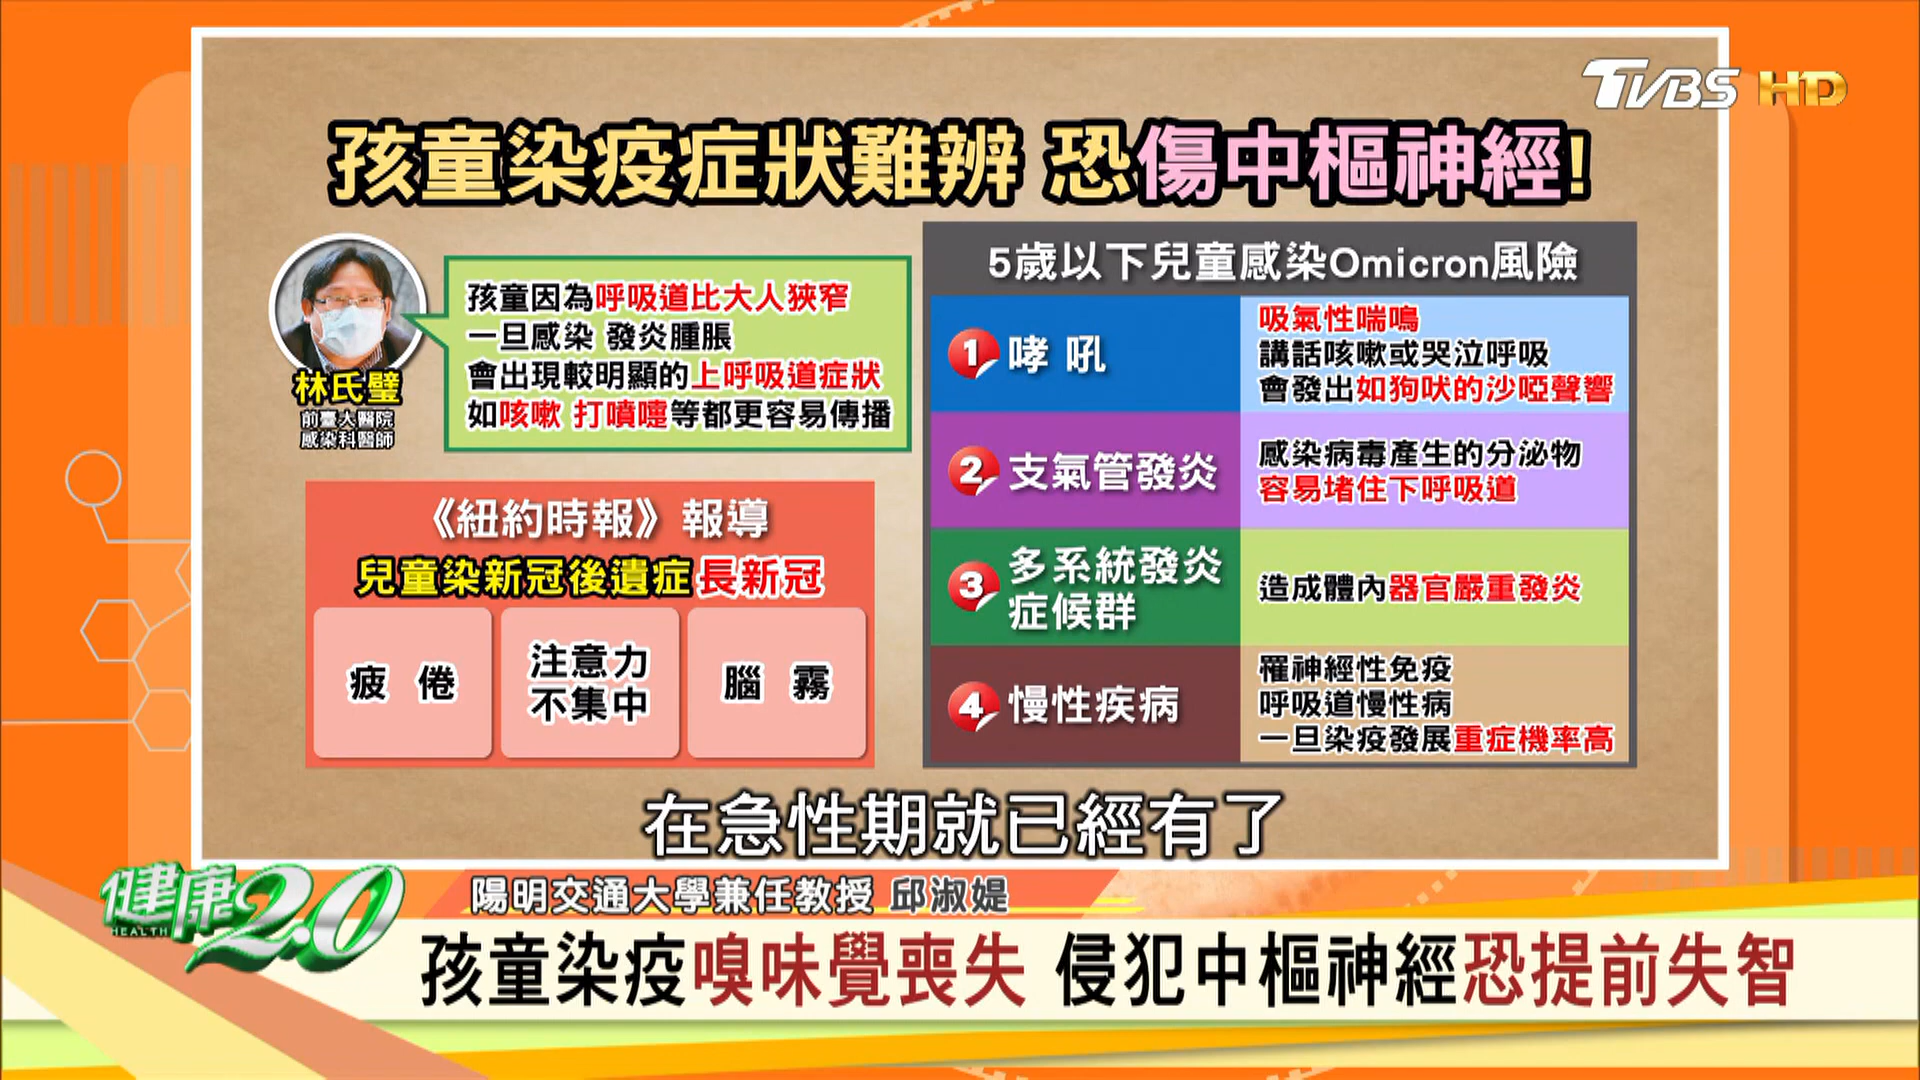 TVBS HD
孩童染疫症狀難辨 恐傷中樞神經!
孩童因為呼吸道比大人狹窄
一旦感染 發炎腫脹
會出現較明顯的上呼吸道症狀
如咳嗽 打噴嚏等都更容易傳播
林氏璧
前臺大醫院
感染科醫師
《紐約時報》報導
兒童染新冠後遺症 長新冠
疲倦
注意力
不集中
腦霧
5歲以下兒童感染Omicron風險
1 哮吼
吸氣性喘鳴
講話咳嗽或哭泣呼吸
會發出如狗吠的沙啞聲響
2 支氣管發炎
感染病毒產生的分泌物
容易堵住下呼吸道
3 多系統發炎
症候群
造成體內器官嚴重發炎
4 慢性疾病
罹神經性免疫
呼吸道慢性病
一旦染疫發展重症機率高
在急性期就已經有了
健康2.0
HEALTH
陽明交通大學兼任教授 邱淑媞
孩童染疫嗅味覺喪失 侵犯中樞神經恐提前失智